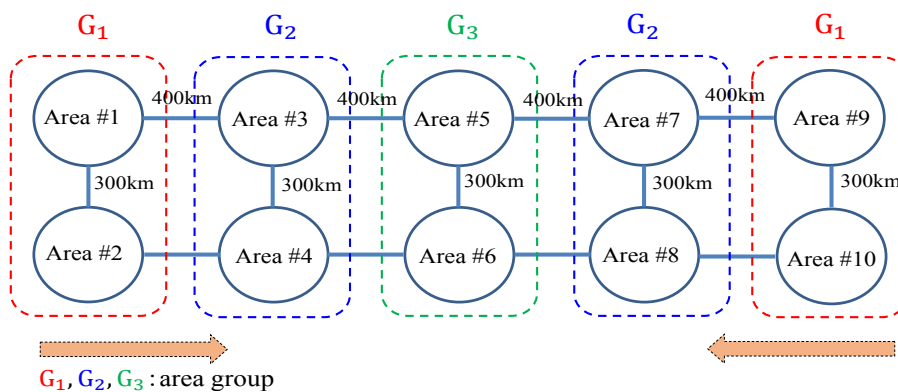 G₁ G₂ G₃ G₂ G₁
400km 400km 400km 400km
Area #1 Area #3 Area #5 Area #7 Area #9
300km 300km 300km 300km 300km
Area #2 Area #4 Area #6 Area #8 Area #10
G₁, G₂, G₃ : area group